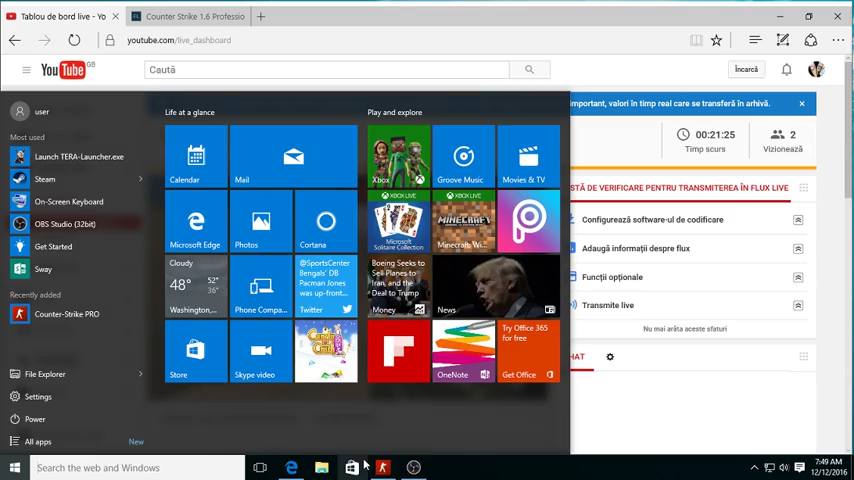 Tablou de bord live - Yo
Counter Strike 1.6 Professio
youtube.com/live_dashboard
YouTube GB
Caută
Încarcă
important, valori în timp real care se transferă în arhivă.
00:21:25
Timp scurs
2
Vizionează
STĂ DE VERIFICARE PENTRU TRANSMITEREA ÎN FLUX LIVE
Configurează software-ul de codificare
Adaugă informații despre flux
Funcții opționale
Transmite live
Nu mai arăta aceste sfaturi
HAT
user
Most used
Launch TERA-Launcher.exe
Steam
On-Screen Keyboard
OBS Studio (32bit)
Get Started
Sway
Recently added
Counter-Strike PRO
File Explorer
Settings
Power
All apps
New
Life at a glance
Calendar
Mail
Microsoft Edge
Photos
Cortana
Cloudy
48°
52°
36°
Washington,...
Phone Compa...
@SportsCenter
Bengals' DB
Pacman Jones
was up-front...
Twitter
Store
Skype video
Play and explore
Xbox
Groove Music
Movies & TV
XBOX LIVE
Microsoft
Solitaire Collection
XBOX LIVE
MINECRAFT
Minecraft: Wi...
Boeing Seeks to
Sell Planes to
Iran, and the
Deal to Trump
Money
News
OneNote
Try Office 365
for free
Get Office
Search the web and Windows
7:49 AM
12/12/2016